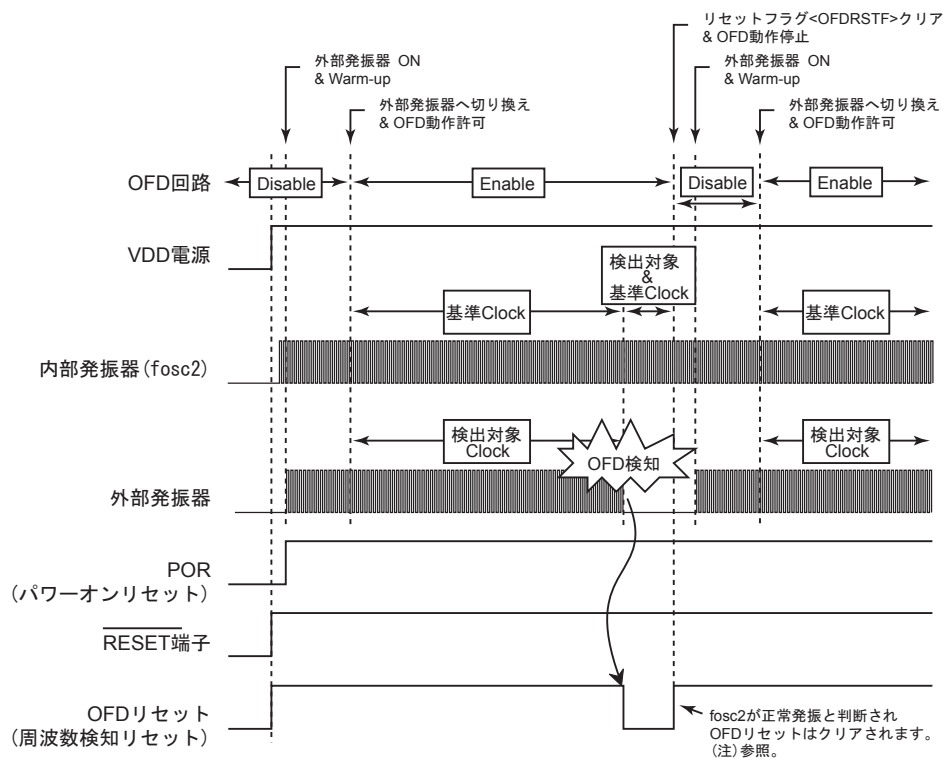 リセットフラグ<OFDRSTF>クリア
& OFD動作停止
外部発振器 ON
& Warm-up
外部発振器 ON
& Warm-up
外部発振器へ切り換え
& OFD動作許可
外部発振器へ切り換え
& OFD動作許可
OFD回路
Disable
Enable
Disable
Enable
VDD電源
検出対象
&
基準Clock
基準Clock
基準Clock
内部発振器(fosc2)
検出対象
Clock
OFD検知
検出対象
Clock
外部発振器
POR
(パワーオンリセット)
RESET端子
OFDリセット
(周波数検知リセット)
fosc2が正常発振と判断され
OFDリセットはクリアされます。
(注)参照。